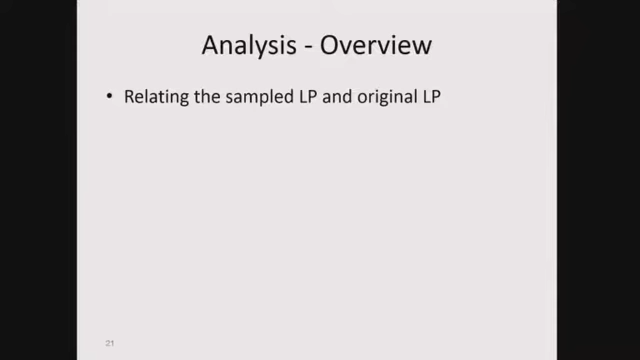 Analysis - Overview
• Relating the sampled LP and original LP
21